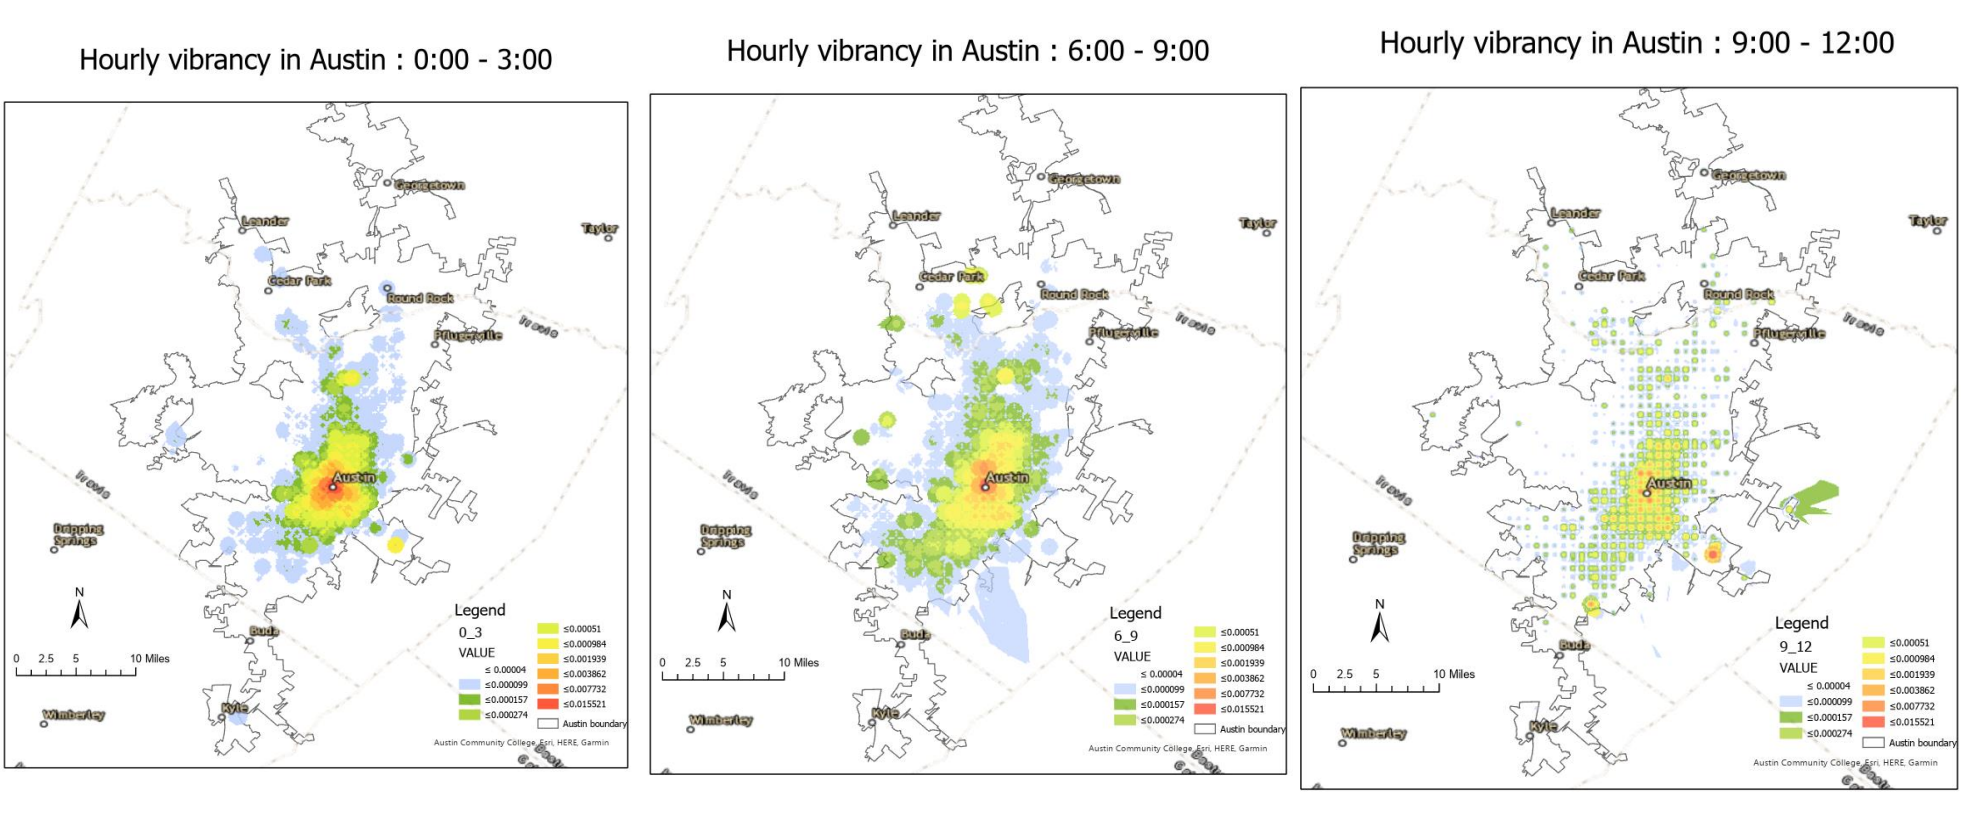 Hourly vibrancy in Austin : 0:00 - 3:00
Georgetown
Leander
Taylor
Cedar Park
Round Rock
Travis
Pflugerville
Austin
Travis
Dripping
Springs
N
Buda
0 2.5 5 10 Miles
Wimberley
Kyle
Legend
0_3
VALUE
≤ 0.00004
≤0.000099
≤0.000157
≤0.000274
≤0.00051
≤0.000984
≤0.001939
≤0.003862
≤0.007732
≤0.015521
Austin boundary
Austin Community College, Esri, HERE, Garmin
Hourly vibrancy in Austin : 6:00 - 9:00
Georgetown
Leander
Taylor
Cedar Park
Round Rock
Travis
Pflugerville
Austin
Travis
Dripping
Springs
N
Buda
0 2.5 5 10 Miles
Wimberley
Kyle
Legend
6_9
VALUE
≤ 0.00004
≤0.000099
≤0.000157
≤0.000274
≤0.00051
≤0.000984
≤0.001939
≤0.003862
≤0.007732
≤0.015521
Austin boundary
Austin Community College, Esri, HERE, Garmin
Hourly vibrancy in Austin : 9:00 - 12:00
Georgetown
Leander
Taylor
Cedar Park
Round Rock
Travis
Pflugerville
Austin
Travis
Dripping
Springs
N
Buda
0 2.5 5 10 Miles
Wimberley
Kyle
Legend
9_12
VALUE
≤ 0.00004
≤0.000099
≤0.000157
≤0.000274
≤0.00051
≤0.000984
≤0.001939
≤0.003862
≤0.007732
≤0.015521
Austin boundary
Austin Community College, Esri, HERE, Garmin